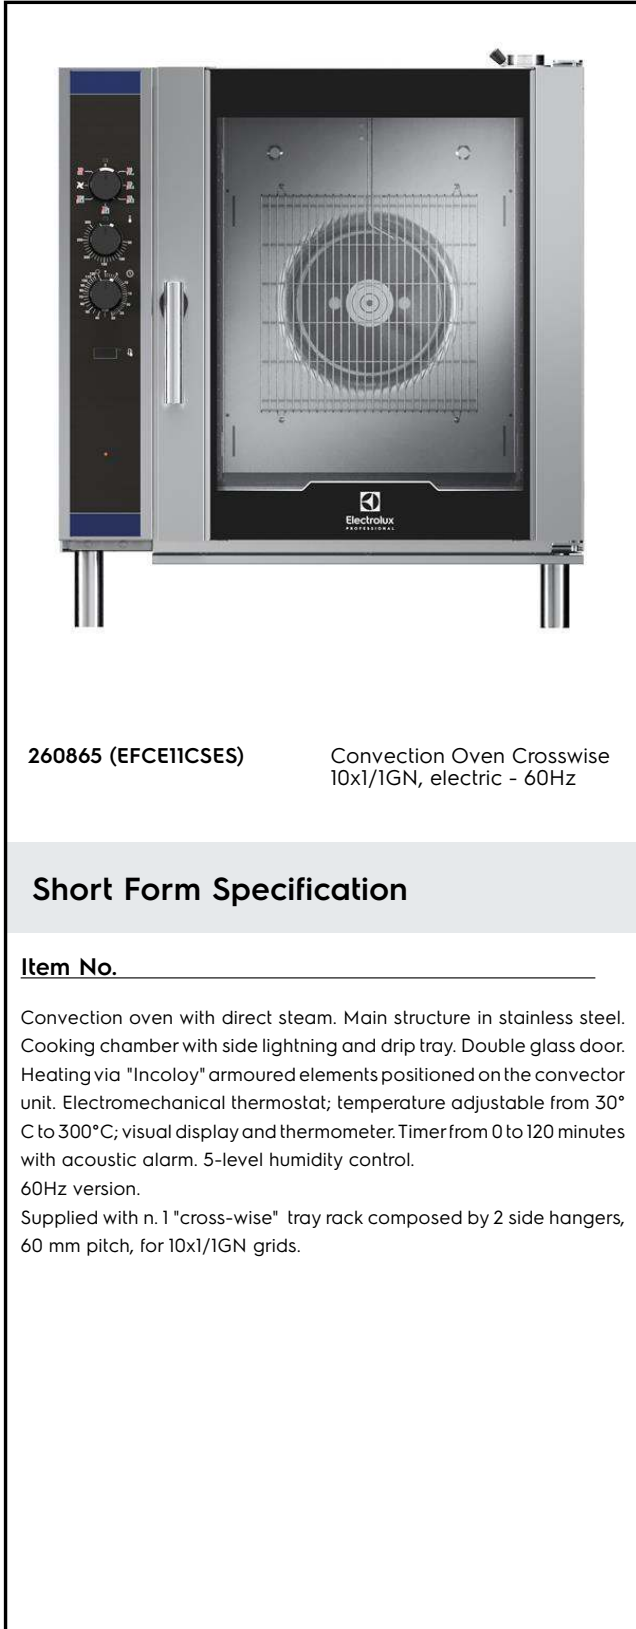 Electrolux
PROFESSIONAL
260865 (EFCE11CSES)
Convection Oven Crosswise
10x1/1GN, electric - 60Hz
Short Form Specification
Item No.
Convection oven with direct steam. Main structure in stainless steel.
Cooking chamber with side lightning and drip tray. Double glass door.
Heating via "Incoloy" armoured elements positioned on the convector
unit. Electromechanical thermostat; temperature adjustable from 30°
C to 300°C; visual display and thermometer. Timer from 0 to 120 minutes
with acoustic alarm. 5-level humidity control.
60Hz version.
Supplied with n. 1 "cross-wise" tray rack composed by 2 side hangers,
60 mm pitch, for 10x1/1GN grids.